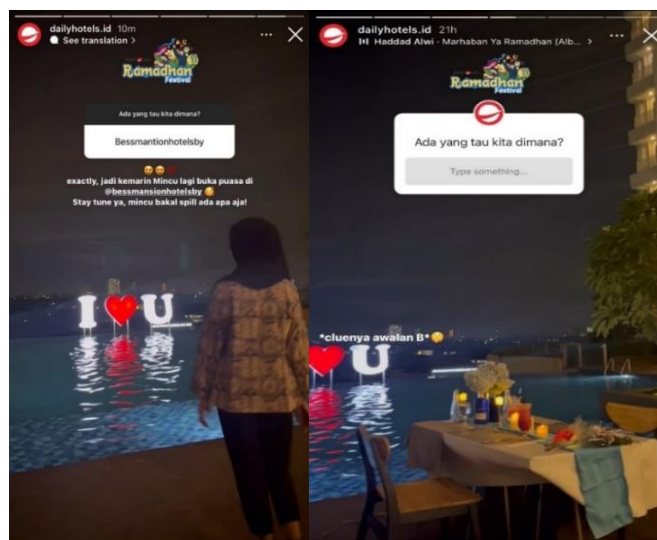 dailyhotels.id 10m
See translation >
Ramadhan
Festival
Ada yang tau kita dimana?
Bessmantionhotelsby
exactly, jadi kemarin Mincu lagi buka puasa di
@bessmansionhotelsby
Stay tune ya, mincu bakal spill ada apa aja!
I U
dailyhotels.id 21h
Haddad Alwi - Marhaban Ya Ramadhan (Alb... >
Ramadhan
Festival
Ada yang tau kita dimana?
Type something...
*cluenya awalan B*
U